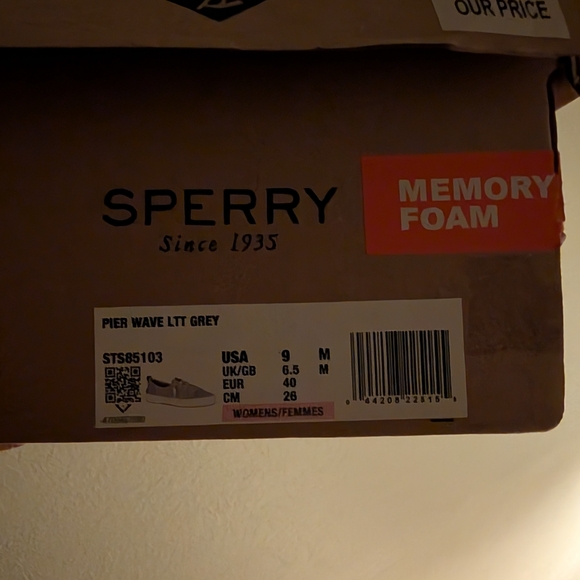 OUR PRICE
SPERRY
Since 1935
MEMORY
FOAM
PIER WAVE LTT GREY
STS85103
USA 9 M
UK/GB 6.5 M
EUR 40
CM 26
WOMENS/FEMMES